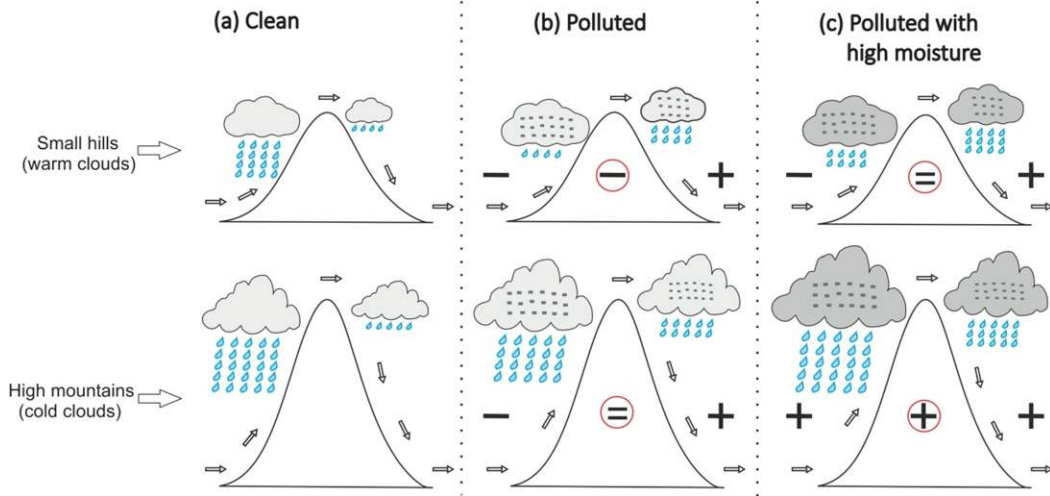 (a) Clean
(b) Polluted
(c) Polluted with
high moisture
Small hills
(warm clouds)
− − + − = +
High mountains
(cold clouds)
− = + + + +